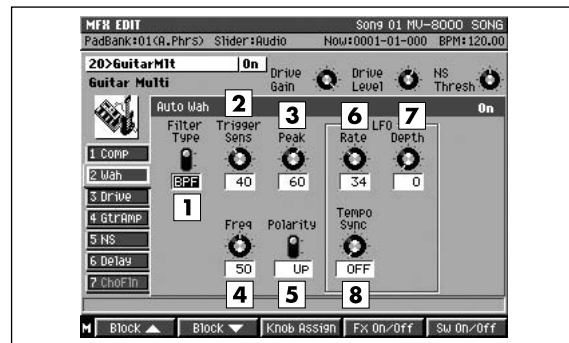 MFX EDIT Song 01 MV-8000 SONG
PadBank:01(A.Phrs) Slider:Audio Now:0001-01-000 BPM:120.00
20>GuitarMlt On
Guitar Multi
Drive Gain
Drive Level
NS Thresh
Auto Wah On
1 Comp
2 Wah
3 Drive
4 GtrAmp
5 NS
6 Delay
7 ChoFln
Filter Type
BPF
1
2
Trigger Sens
40
3
Peak
60
LFO
6
Rate
34
7
Depth
0
Freq
50
4
Polarity
UP
5
Tempo Sync
OFF
8
M Block ▲ Block ▼ Knob Assign Fx On/Off Sw On/Off